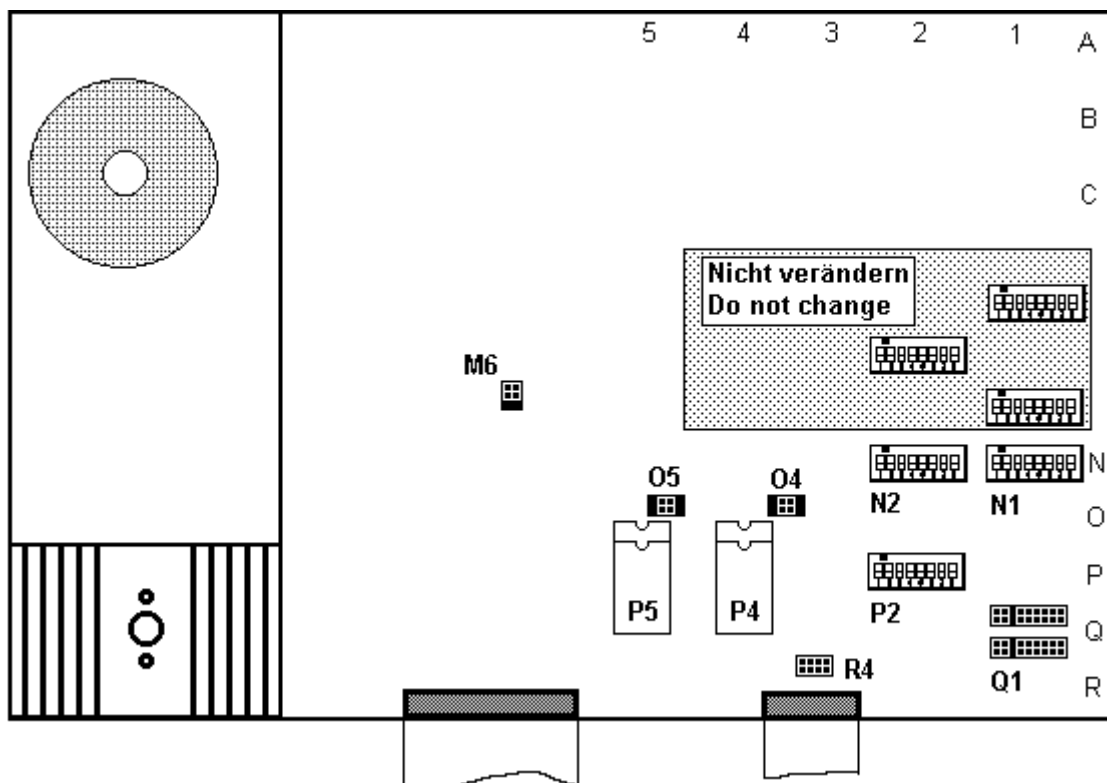 5 4 3 2 1 A
B
C
Nicht verändern
Do not change
M6
N
O5 O4
N2 N1
O
P
P5 P4 P2
Q
R4 Q1 R